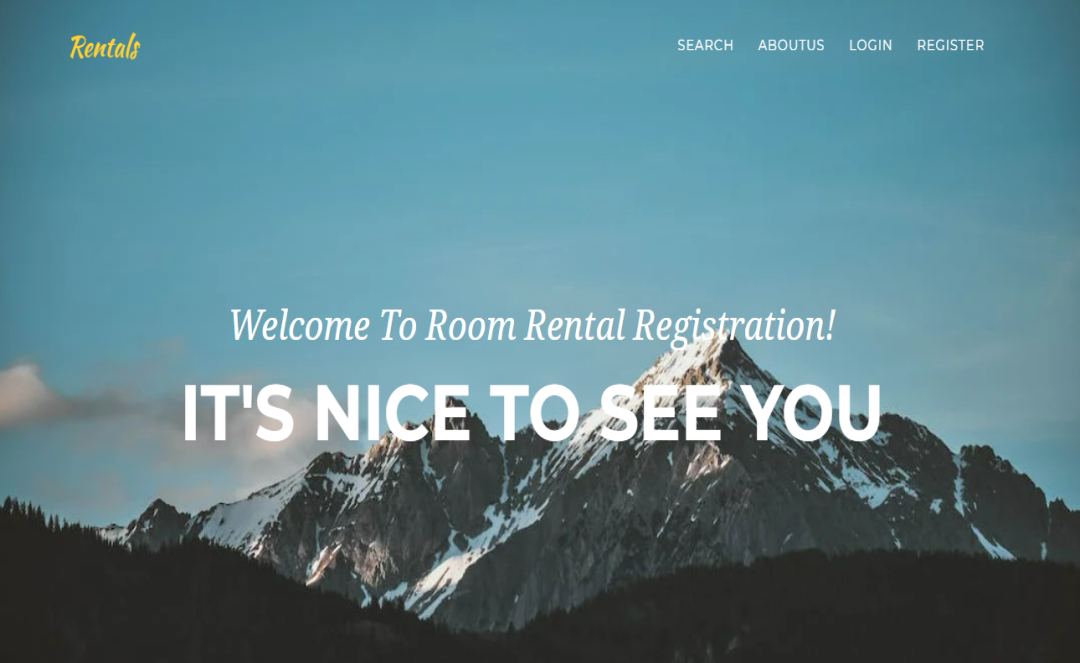 Rentals
SEARCH ABOUTUS LOGIN REGISTER
Welcome To Room Rental Registration!
IT'S NICE TO SEE YOU